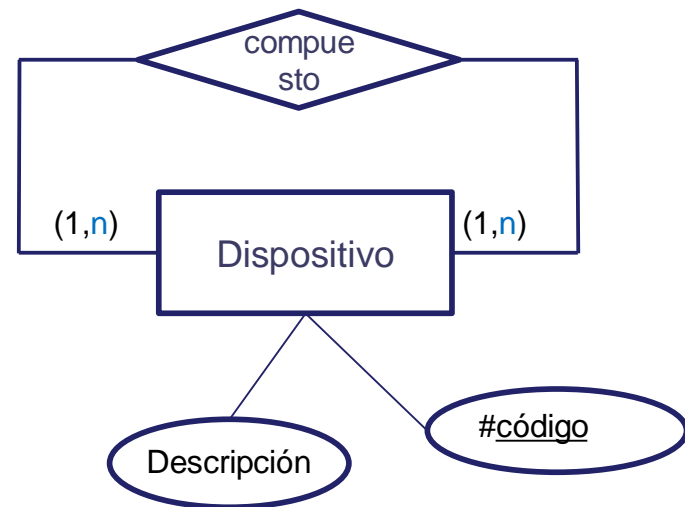 compue
sto
(1,n)
(1,n)
Dispositivo
Descripción
#código